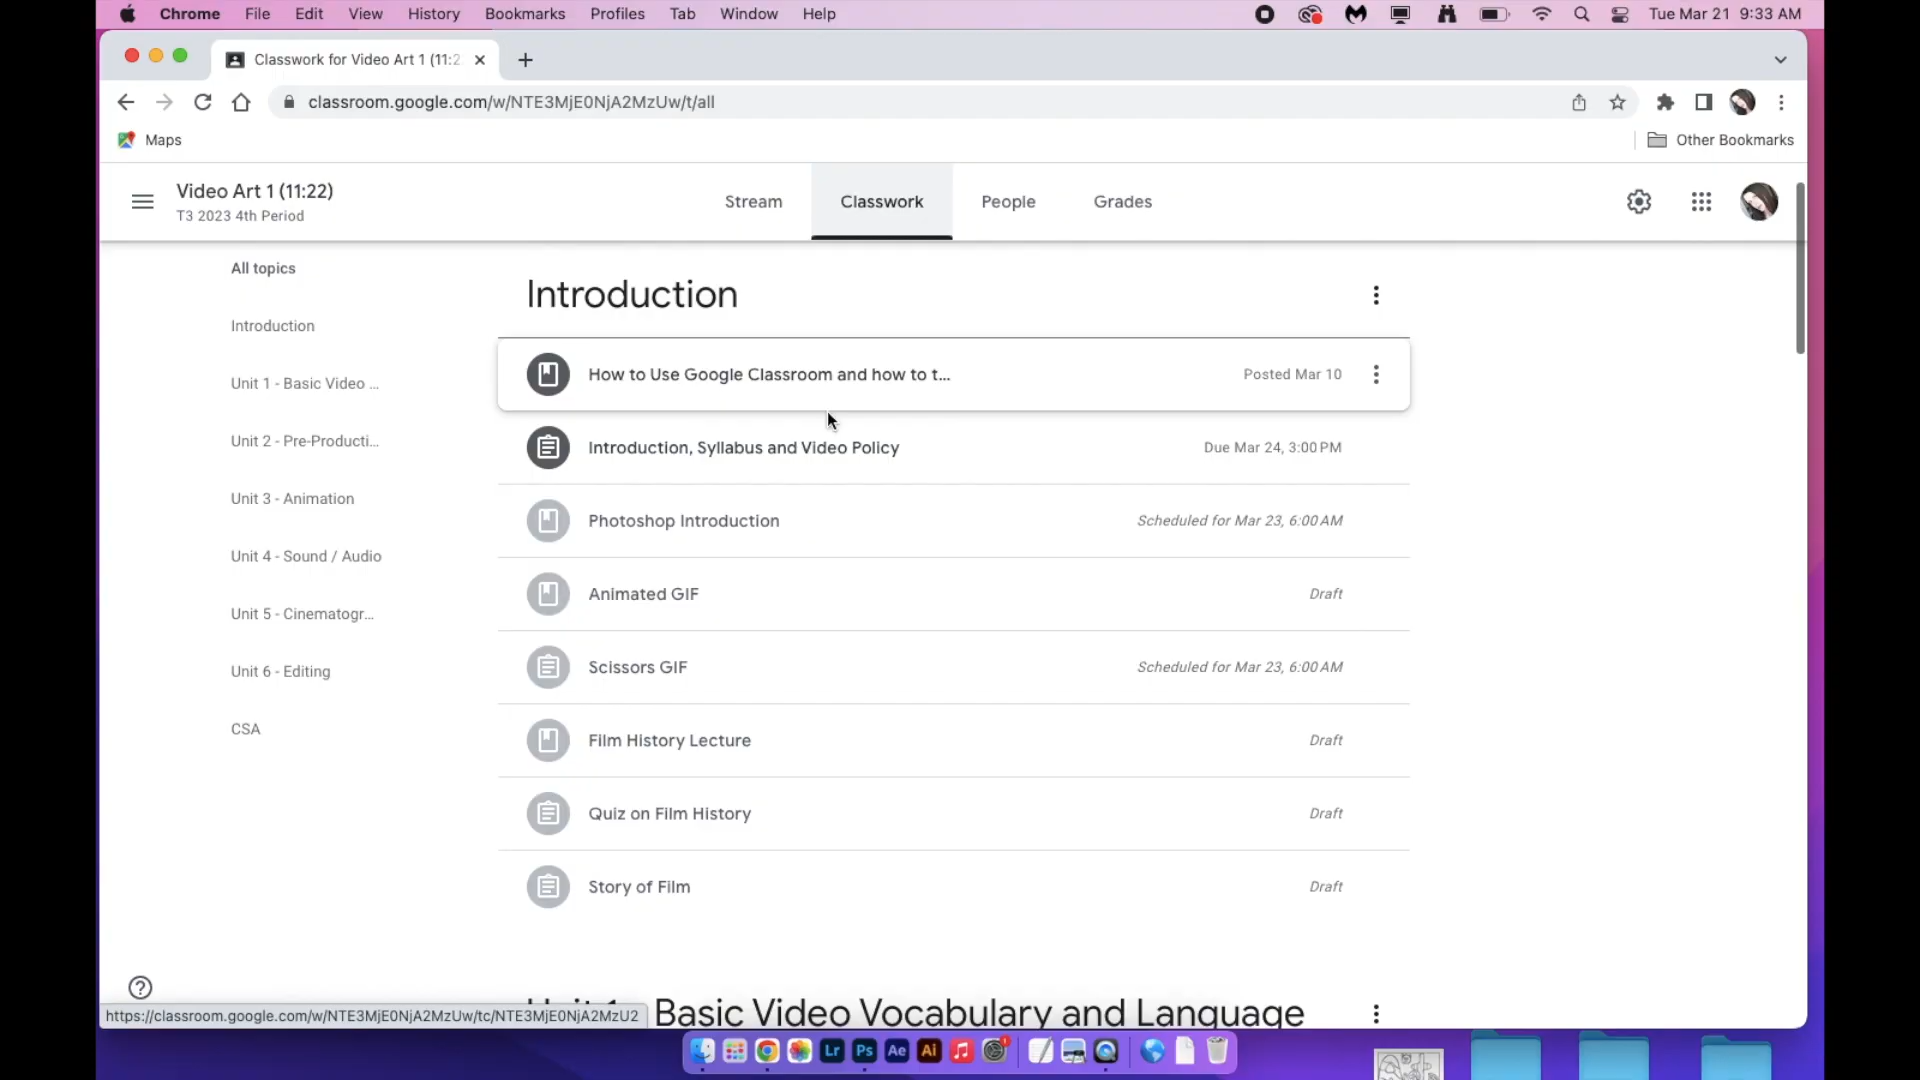 Chrome File Edit View History Bookmarks Profiles Tab Window Help Tue Mar 21 9:33 AM
Classwork for Video Art 1 (11:2
classroom.google.com/w/NTE3MjE0NjA2MzUw/t/all
Maps Other Bookmarks
Video Art 1 (11:22)
T3 2023 4th Period
Stream Classwork People Grades
All topics
Introduction
Unit 1 - Basic Video ...
Unit 2 - Pre-Producti...
Unit 3 - Animation
Unit 4 - Sound / Audio
Unit 5 - Cinematogr...
Unit 6 - Editing
CSA
Introduction
How to Use Google Classroom and how to t... Posted Mar 10
Introduction, Syllabus and Video Policy Due Mar 24, 3:00 PM
Photoshop Introduction Scheduled for Mar 23, 6:00 AM
Animated GIF Draft
Scissors GIF Scheduled for Mar 23, 6:00 AM
Film History Lecture Draft
Quiz on Film History Draft
Story of Film Draft
Unit 1 - Basic Video Vocabulary and Language
https://classroom.google.com/w/NTE3MjE0NjA2MzUw/tc/NTE3MjE0NjA2MzU2
Lr Ps Ae Ai